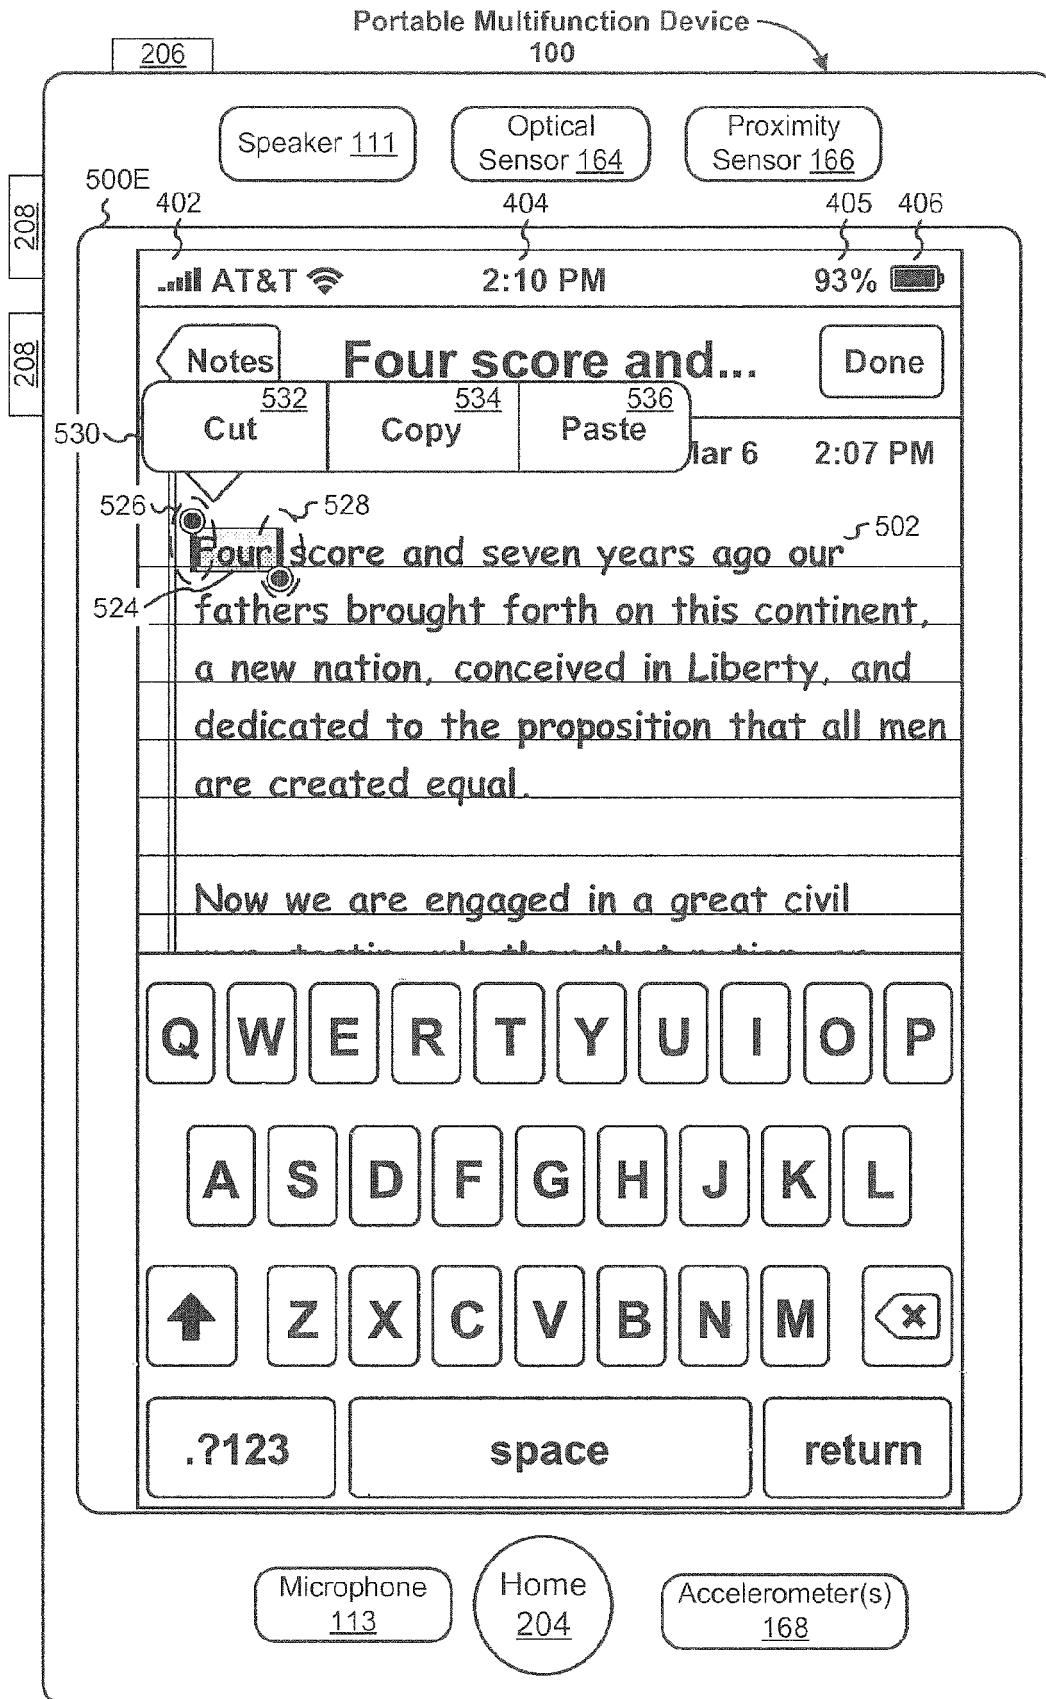 Portable Multifunction Device
100
206
Speaker 111
Optical
Sensor 164
Proximity
Sensor 166
208
208
500E
402
404
405
406
AT&T
2:10 PM
93%
Notes
Four score and...
Done
530
Cut
532
Copy
534
Paste
536
Mar 6
2:07 PM
526
528
502
Four score and seven years ago our
524
fathers brought forth on this continent,
a new nation, conceived in Liberty, and
dedicated to the proposition that all men
are created equal.
Now we are engaged in a great civil
Q W E R T Y U I O P
A S D F G H J K L
Z X C V B N M
.?123
space
return
Microphone
113
Home
204
Accelerometer(s)
168